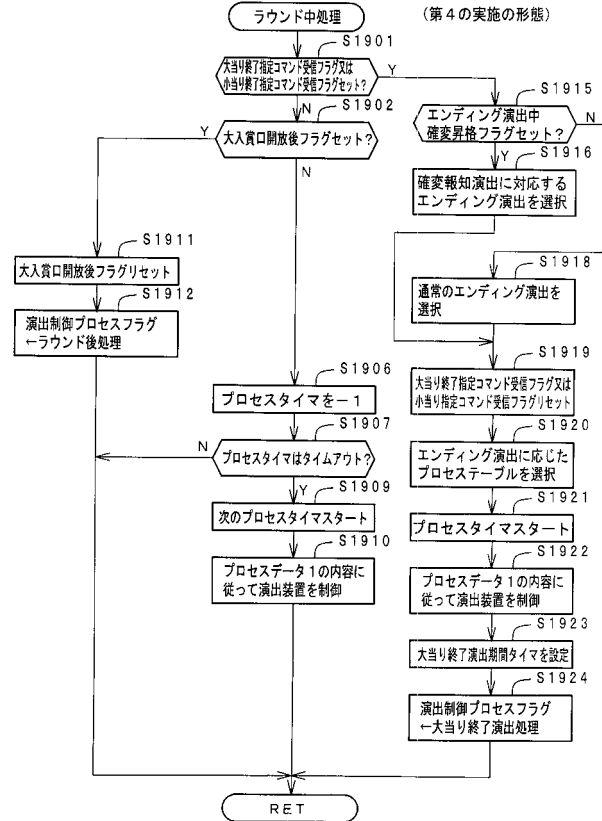 ラウンド中処理
(第4の実施の形態)
S1901
大当り終了指定コマンド受信フラグ又は
小当り終了指定コマンド受信フラグセット?
Y
N
S1902
大入賞口開放後フラグセット?
Y
N
S1911
大入賞口開放後フラグリセット
S1912
演出制御プロセスフラグ
←ラウンド後処理
S1906
プロセスタイマを-1
S1907
プロセスタイマはタイムアウト?
N
Y
S1909
次のプロセスタイマスタート
S1910
プロセスデータ1の内容に
従って演出装置を制御
S1915
エンディング演出中
確変昇格フラグセット?
N
Y
S1916
確変報知演出に対応する
エンディング演出を選択
S1918
通常のエンディング演出を
選択
S1919
大当り終了指定コマンド受信フラグ又は
小当り指定コマンド受信フラグリセット
S1920
エンディング演出に応じた
プロセステーブルを選択
S1921
プロセスタイマスタート
S1922
プロセスデータ1の内容に
従って演出装置を制御
S1923
大当り終了演出期間タイマを設定
S1924
演出制御プロセスフラグ
←大当り終了演出処理
RET